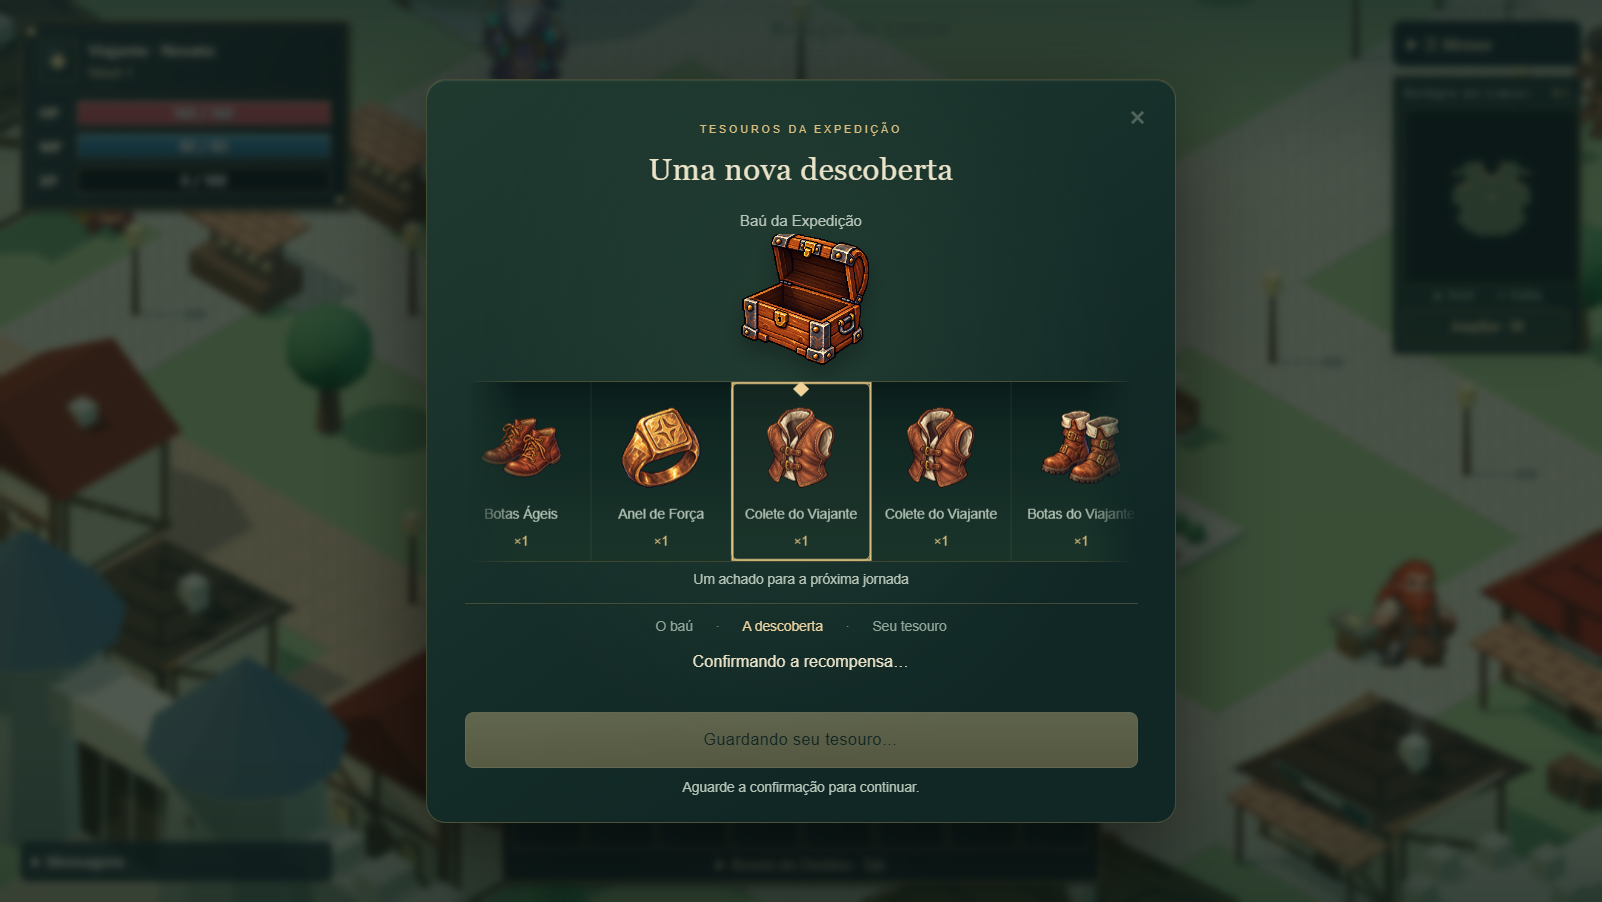 TESOUROS DA EXPEDIÇÃO
Uma nova descoberta
Baú da Expedição
Botas Ágeis
×1
Anel de Força
×1
Colete do Viajante
×1
Colete do Viajante
×1
Botas do Viajante
×1
Um achado para a próxima jornada
O baú · A descoberta · Seu tesouro
Confirmando a recompensa...
Guardando seu tesouro...
Aguarde a confirmação para continuar.